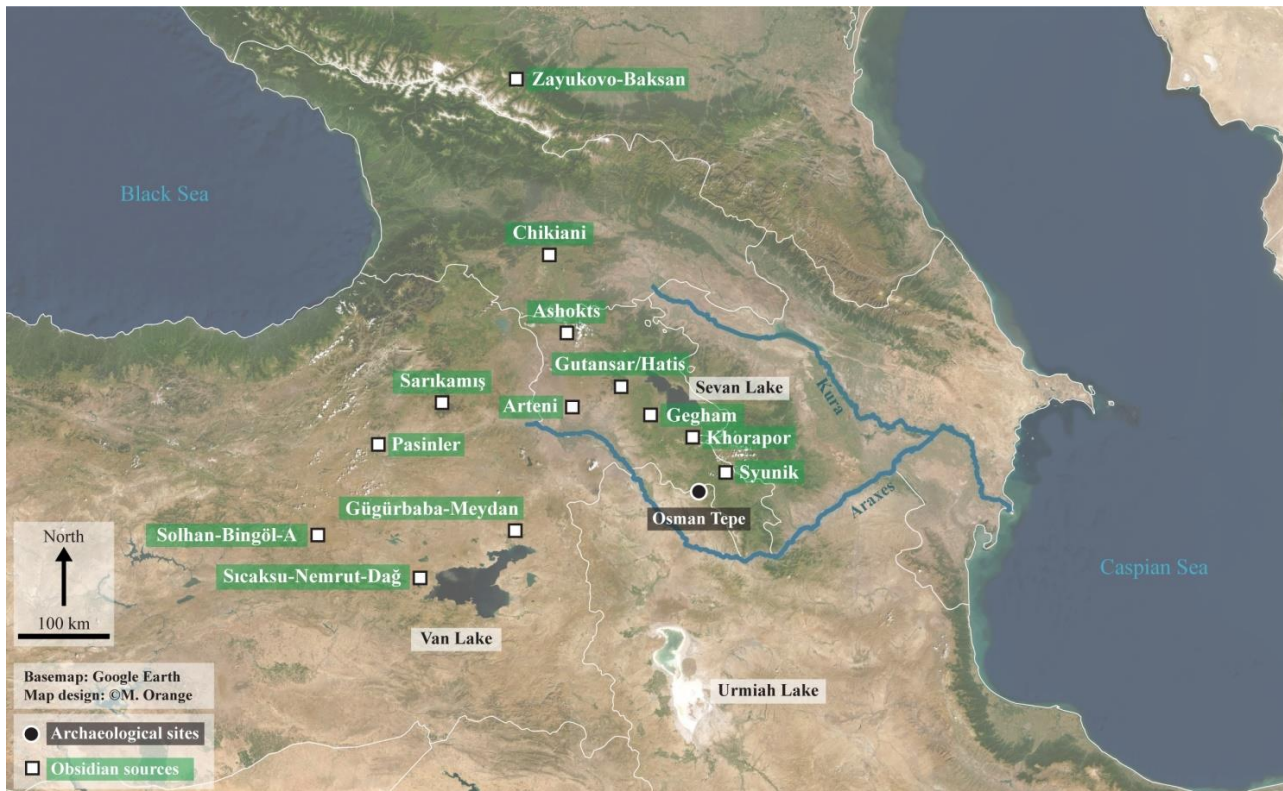 Zayukovo-Baksan
Black Sea
Chikiani
Ashokts
Gutansar/Hatis
Sarıkamış
Sevan Lake
Arteni
Gegham
Kura
Khorapor
Pasinler
Syunik
Araxes
Gügürbaba-Meydan
Osman Tepe
Solhan-Bingöl-A
North
Sıcaksu-Nemrut-Dağ
Caspian Sea
100 km
Van Lake
Urmiah Lake
Basemap: Google Earth
Map design: ©M. Orange
Archaeological sites
Obsidian sources